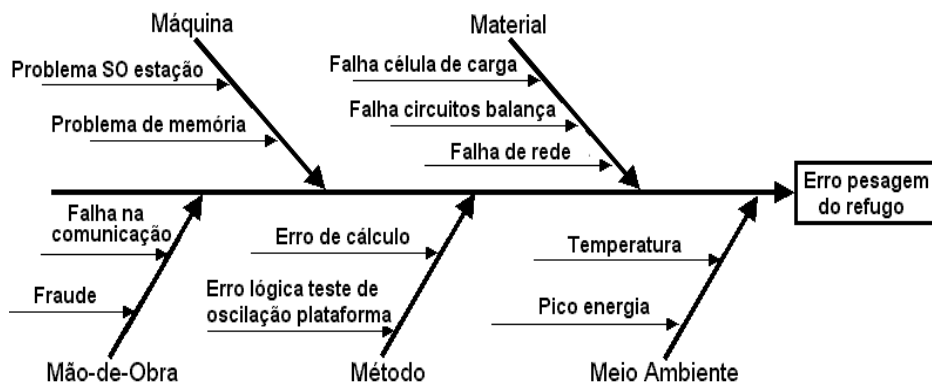 Máquina
Material
Problema SO estação
Falha célula de carga
Falha circuitos balança
Problema de memória
Falha de rede
Erro pesagem
do refugo
Falha na
comunicação
Erro de cálculo
Temperatura
Fraude
Erro lógica teste de
oscilação plataforma
Pico energia
Mão-de-Obra
Método
Meio Ambiente